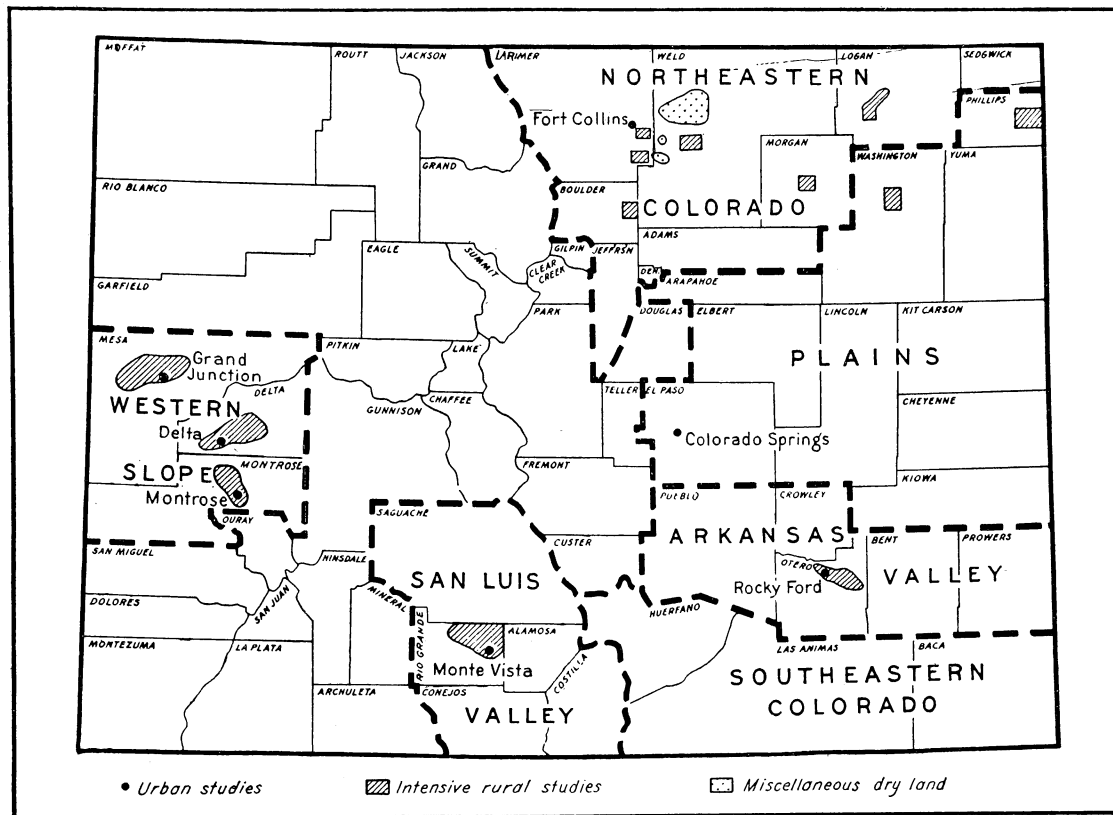 MOFFAT
ROUTT
JACKSON
LARIMER
WELD
LOGAN
SEDGWICK
NORTHEASTERN
PHILLIPS
Fort Collins
MORGAN
WASHINGTON
YUMA
GRAND
RIO BLANCO
BOULDER
COLORADO
ADAMS
EAGLE
SUMMIT
GILPIN
JEFFRSN
CLEAR CREEK
DEN.
ARAPAHOE
GARFIELD
PARK
DOUGLAS
ELBERT
LINCOLN
KIT CARSON
MESA
PITKIN
LAKE
PLAINS
Grand
Junction
DELTA
TELLER
EL PASO
WESTERN
GUNNISON
CHAFFEE
CHEYENNE
Delta
Colorado Springs
SLOPE
MONTROSE
FREMONT
KIOWA
Montrose
PUEBLO
CROWLEY
OURAY
SAGUACHE
ARKANSAS
SAN MIGUEL
HINSDALE
CUSTER
BENT
PROWERS
OTERO
SAN LUIS
Rocky Ford
VALLEY
DOLORES
SAN JUAN
MINERAL
HUERFANO
MONTEZUMA
LA PLATA
RIO GRANDE
ALAMOSA
LAS ANIMAS
BACA
Monte Vista
COSTILLA
SOUTHEASTERN
COLORADO
ARCHULETA
CONEJOS
VALLEY
Urban studies
Intensive rural studies
Miscellaneous dry land